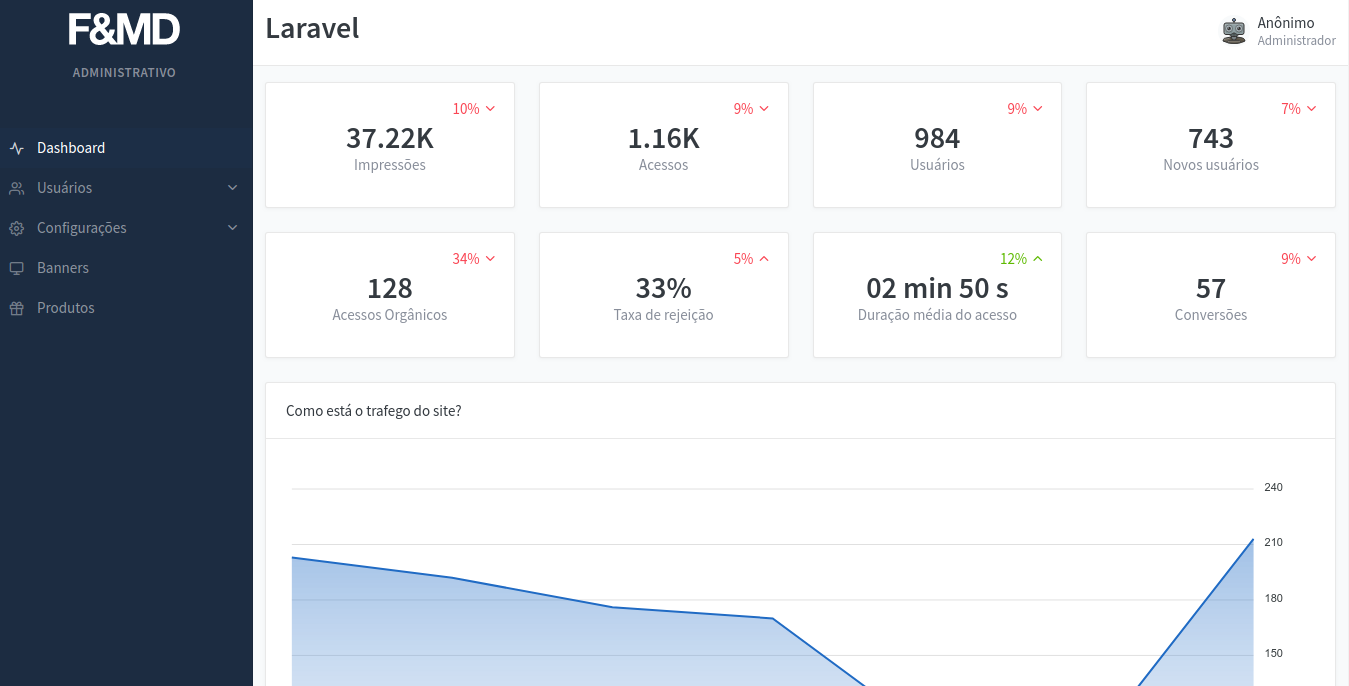 F&MD
ADMINISTRATIVO
Dashboard
Usuários
Configurações
Banners
Produtos
Laravel
Anônimo
Administrador
10%
37.22K
Impressões
9%
1.16K
Acessos
9%
984
Usuários
7%
743
Novos usuários
34%
128
Acessos Orgânicos
5%
33%
Taxa de rejeição
12%
02 min 50 s
Duração média do acesso
9%
57
Conversões
Como está o trafego do site?
240
210
180
150